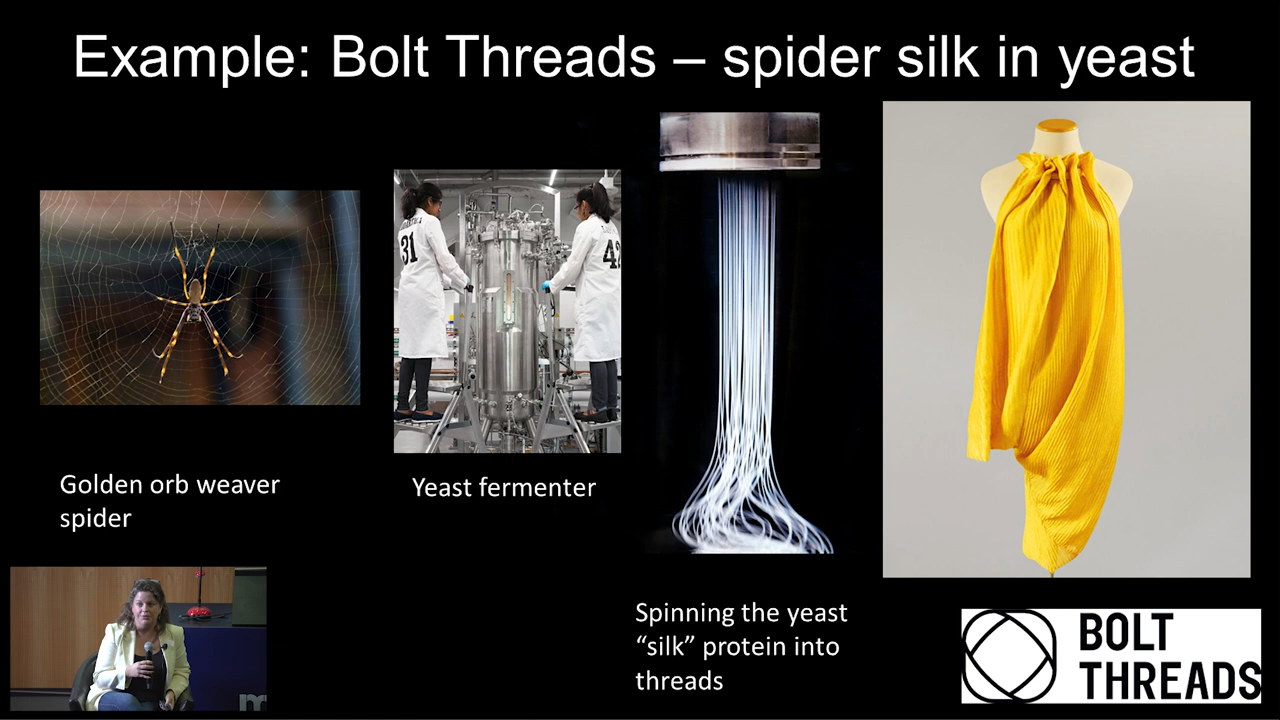 Example: Bolt Threads – spider silk in yeast
31
42
Golden orb weaver
spider
Yeast fermenter
Spinning the yeast
“silk” protein into
threads
BOLT
THREADS
m